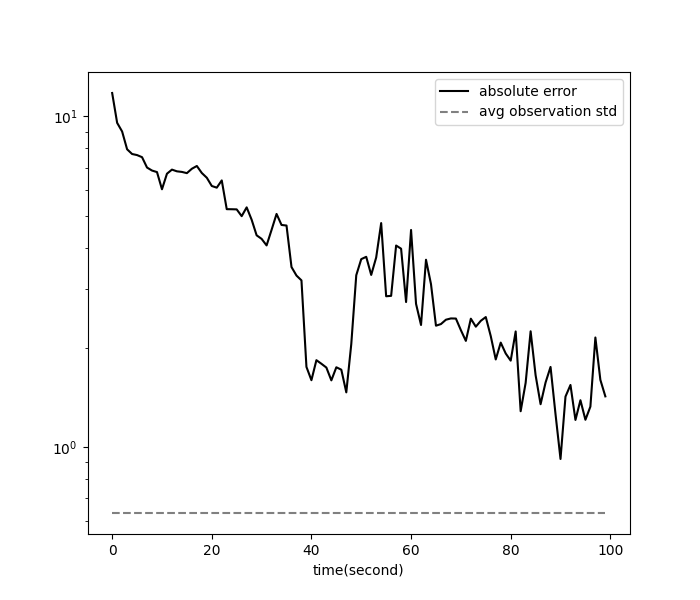 absolute error
avg observation std
10¹
10⁰
0 20 40 60 80 100
time(second)